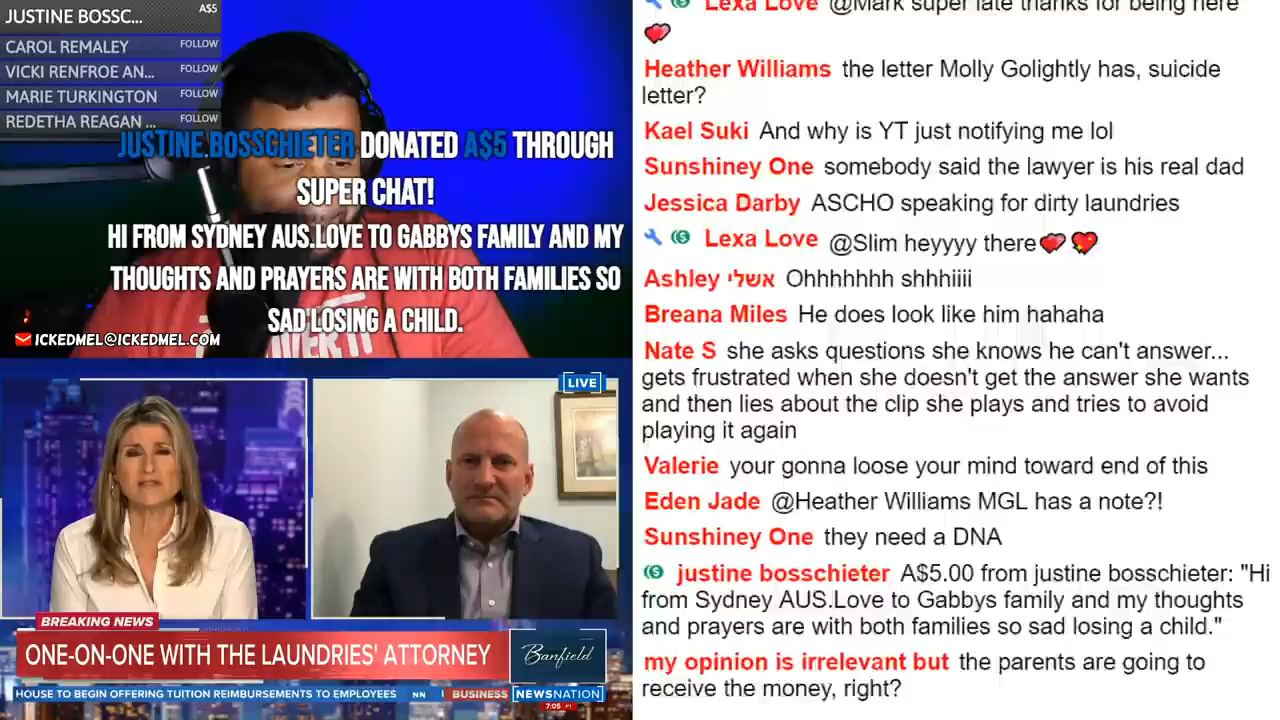 JUSTINE BOSSC... A$5
CAROL REMALEY FOLLOW
VICKI RENFROE AN... FOLLOW
MARIE TURKINGTON FOLLOW
REDETHA REAGAN ... FOLLOW
JUSTINE.BOSSCHIETER DONATED A$5 THROUGH
SUPER CHAT!
HI FROM SYDNEY AUS.LOVE TO GABBYS FAMILY AND MY
THOUGHTS AND PRAYERS ARE WITH BOTH FAMILIES SO
SAD LOSING A CHILD.
ICKEDMEL@ICKEDMEL.COM
LIVE
BREAKING NEWS
ONE-ON-ONE WITH THE LAUNDRIES' ATTORNEY
Banfield
HOUSE TO BEGIN OFFERING TUITION REIMBURSEMENTS TO EMPLOYEES NN BUSINESS NEWSNATION
7:05
Lexa Love @Mark super late thanks for being here
Heather Williams the letter Molly Golightly has, suicide
letter?
Kael Suki And why is YT just notifying me lol
Sunshiney One somebody said the lawyer is his real dad
Jessica Darby ASCHO speaking for dirty laundries
Lexa Love @Slim heyyyy there
Ashley אשלי Ohhhhhhh shhhiiii
Breana Miles He does look like him hahaha
Nate S she asks questions she knows he can't answer...
gets frustrated when she doesn't get the answer she wants
and then lies about the clip she plays and tries to avoid
playing it again
Valerie your gonna loose your mind toward end of this
Eden Jade @Heather Williams MGL has a note?!
Sunshiney One they need a DNA
justine bosschieter A$5.00 from justine bosschieter: "Hi
from Sydney AUS.Love to Gabbys family and my thoughts
and prayers are with both families so sad losing a child."
my opinion is irrelevant but the parents are going to
receive the money, right?